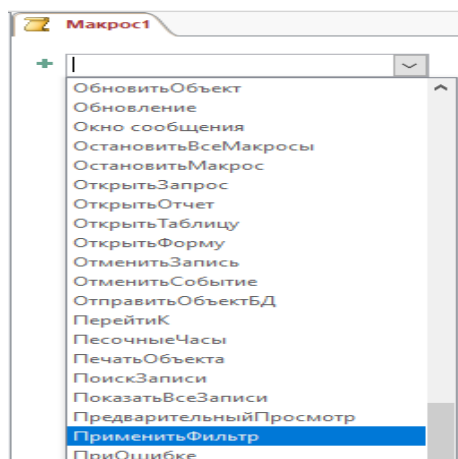 Макрос1
ОбновитьОбъект
Обновление
Окно сообщения
ОстановитьВсеМакросы
ОстановитьМакрос
ОткрытьЗапрос
ОткрытьОтчет
ОткрытьТаблицу
ОткрытьФорму
ОтменитьЗапись
ОтменитьСобытие
ОтправитьОбъектБД
ПерейтиК
ПесочныеЧасы
ПечатьОбъекта
ПоискЗаписи
ПоказатьВсеЗаписи
ПредварительныйПросмотр
ПрименитьФильтр
ПриОшибке